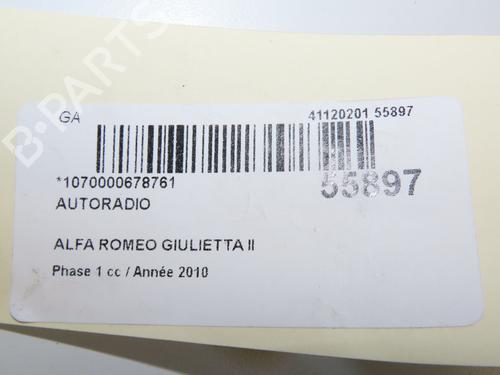 B-PARTS
GA
41120201 55897
*1070000678761
55897
AUTORADIO
ALFA ROMEO GIULIETTA II
Phase 1 cc / Année 2010